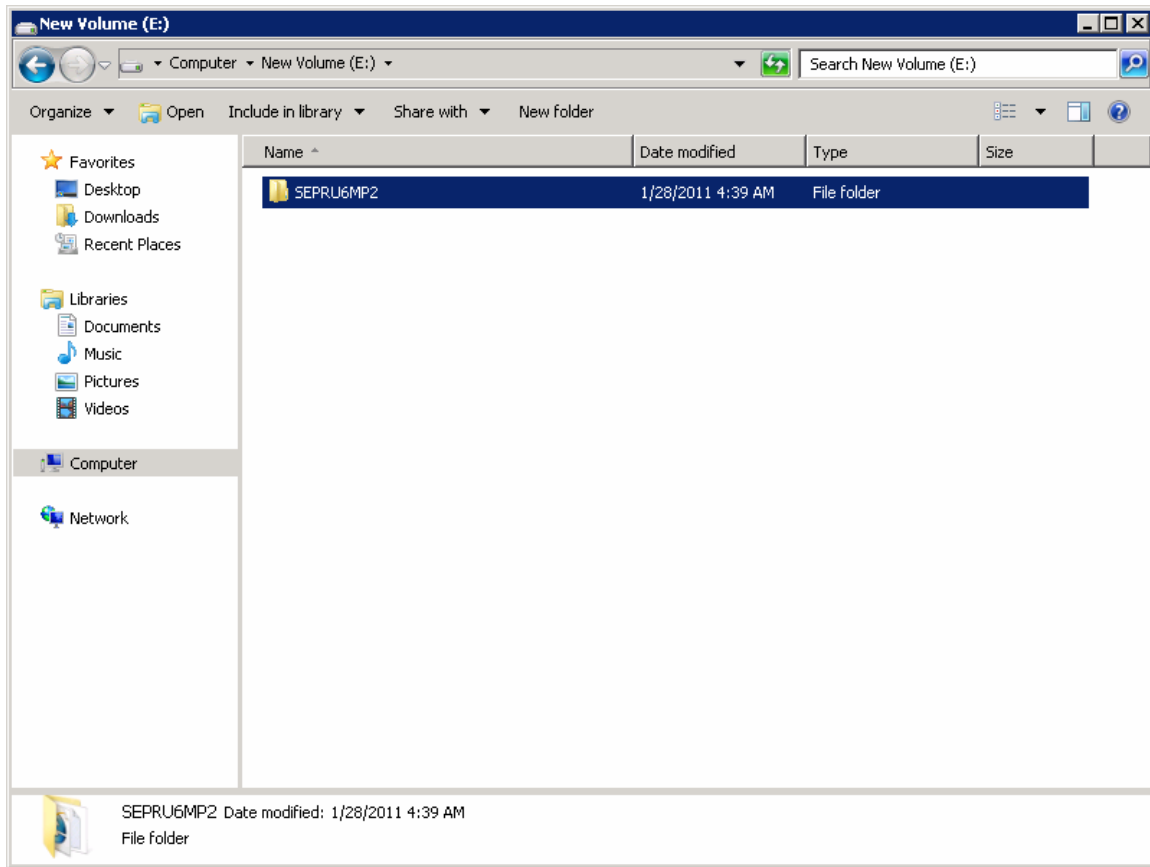 New Volume (E:)
Computer New Volume (E:) Search New Volume (E:)
Organize Open Include in library Share with New folder
Name Date modified Type Size
SEPRU6MP2 1/28/2011 4:39 AM File folder
Favorites
Desktop
Downloads
Recent Places
Libraries
Documents
Music
Pictures
Videos
Computer
Network
SEPRU6MP2 Date modified: 1/28/2011 4:39 AM
File folder